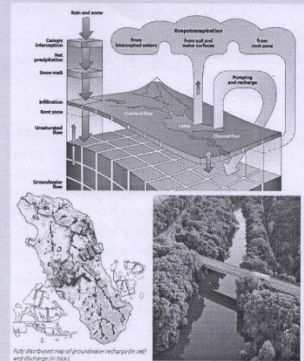 Rain and snow
Canopy
interception
Net
precipitation
Snow melt
Infiltration
Root zone
Unsaturated
flow
Groundwater
flow
Evapotranspiration
from
intercepted waters
from soil and
water surfaces
from
root zone
Pumping
and recharge
Overland flow
Channel flow
Fully distributed map of groundwater recharge (in red)
and discharge (in blue).